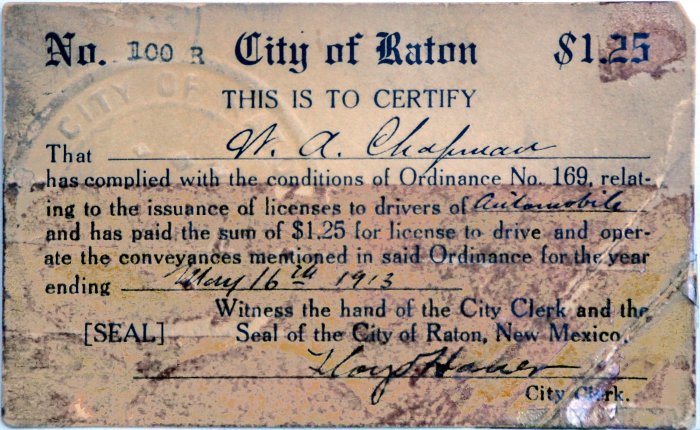 No. 100 R City of Raton $1.25
CITY OF
THIS IS TO CERTIFY
That W. A. Chapman
has complied with the conditions of Ordinance No. 169, relat-
ing to the issuance of licenses to drivers of Automobile
and has paid the sum of $1.25 for license to drive and oper-
ate the conveyances mentioned in said Ordinance for the year
ending May 16th 1913
Witness the hand of the City Clerk and the
[SEAL] Seal of the City of Raton, New Mexico.
Floyd
City Clerk.